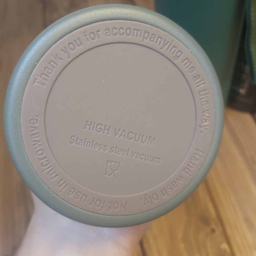 Thank you for accompanying me all the way.
Hand wash olny
Not for use in microwave.
HIGH VACUUM
Stainless steel vacuum